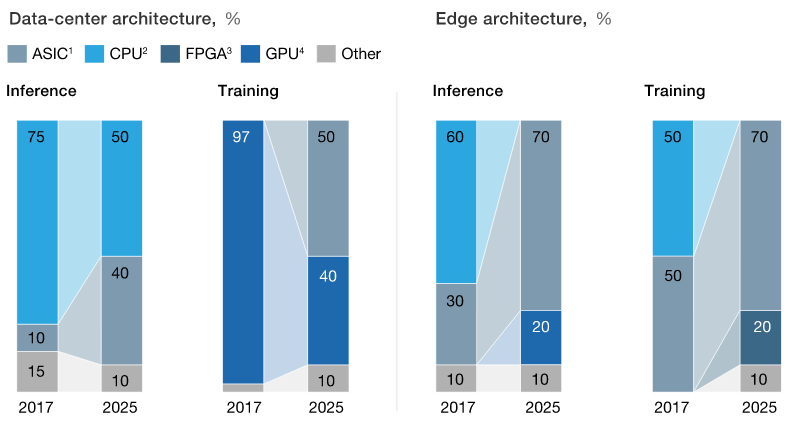 Data-center architecture, %
Edge architecture, %
ASIC¹ CPU² FPGA³ GPU⁴ Other
Inference
Training
Inference
Training
75 50
10 40
15 10
2017 2025
97 50
40
10
2017 2025
60 70
30 20
10 10
2017 2025
50 70
50 20
10
2017 2025